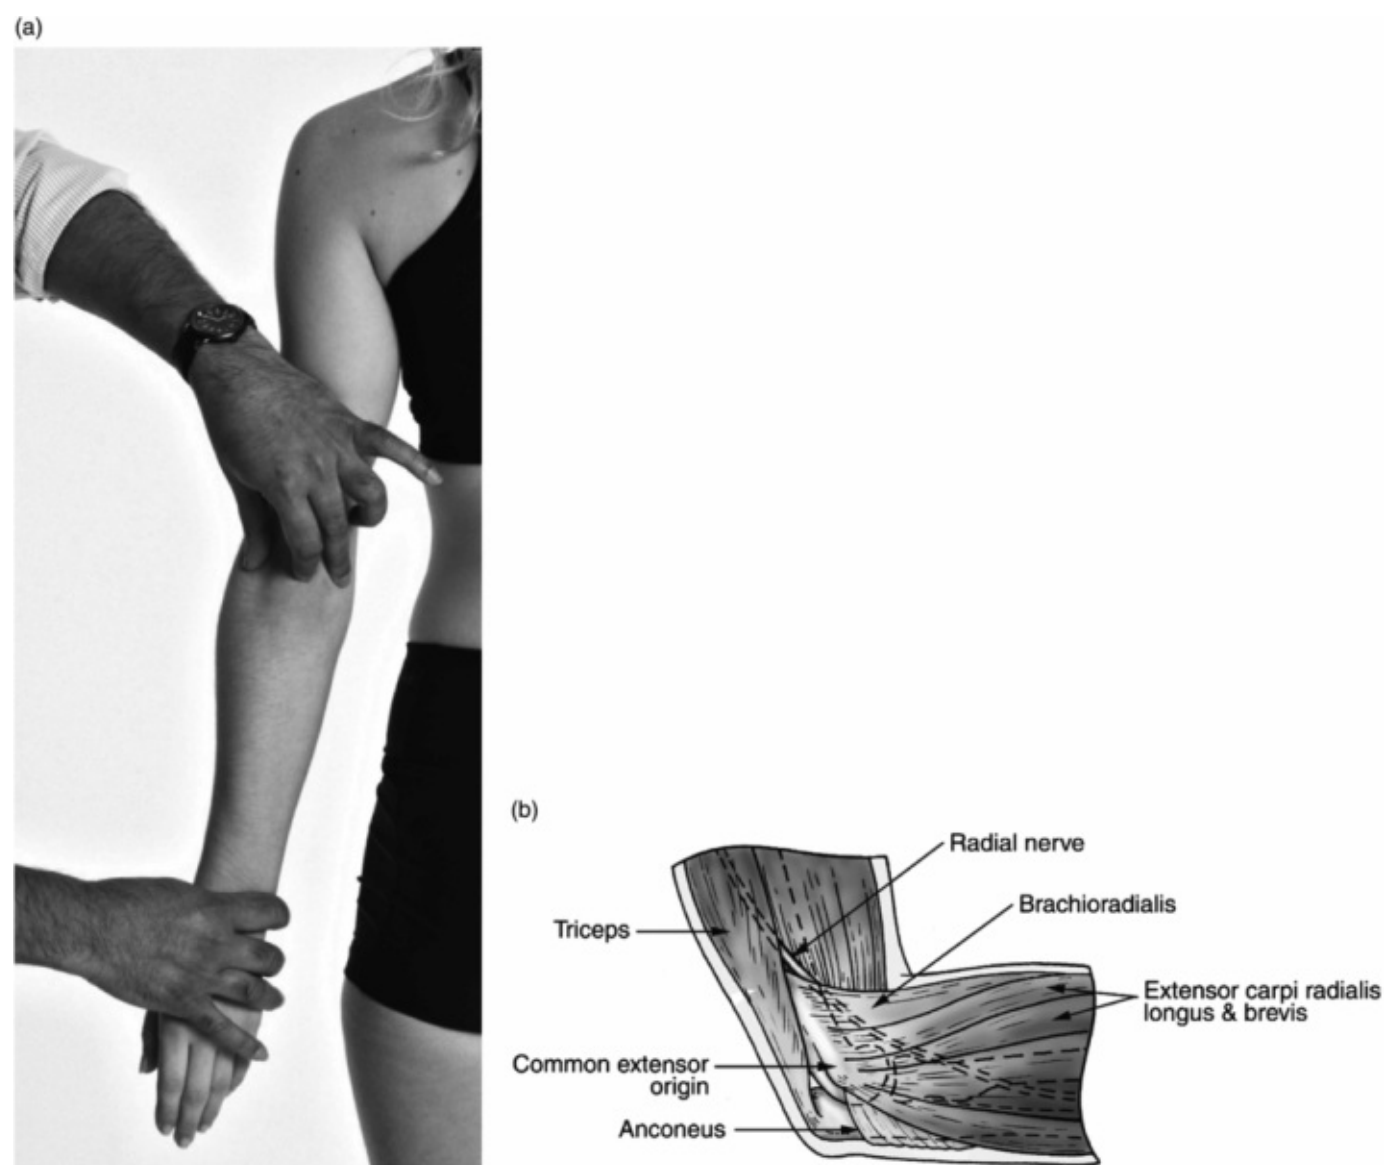 (a)
(b)
Radial nerve
Brachioradialis
Triceps
Extensor carpi radialis
longus & brevis
Common extensor
origin
Anconeus